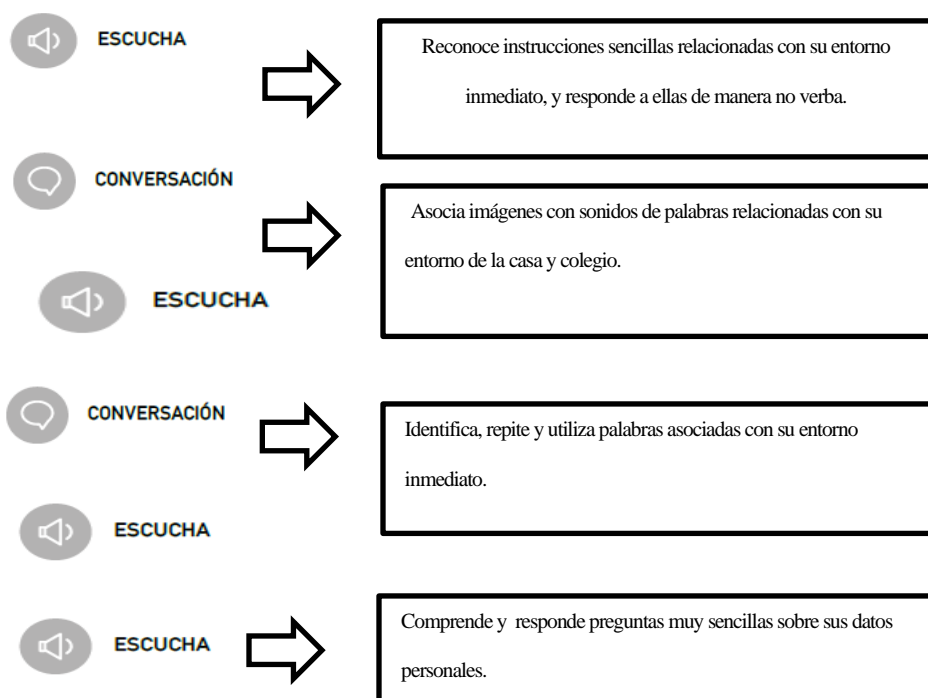 ESCUCHA
Reconoce instrucciones sencillas relacionadas con su entorno
inmediato, y responde a ellas de manera no verba.
CONVERSACIÓN
Asocia imágenes con sonidos de palabras relacionadas con su
entorno de la casa y colegio.
ESCUCHA
CONVERSACIÓN
Identifica, repite y utiliza palabras asociadas con su entorno
inmediato.
ESCUCHA
ESCUCHA
Comprende y responde preguntas muy sencillas sobre sus datos
personales.